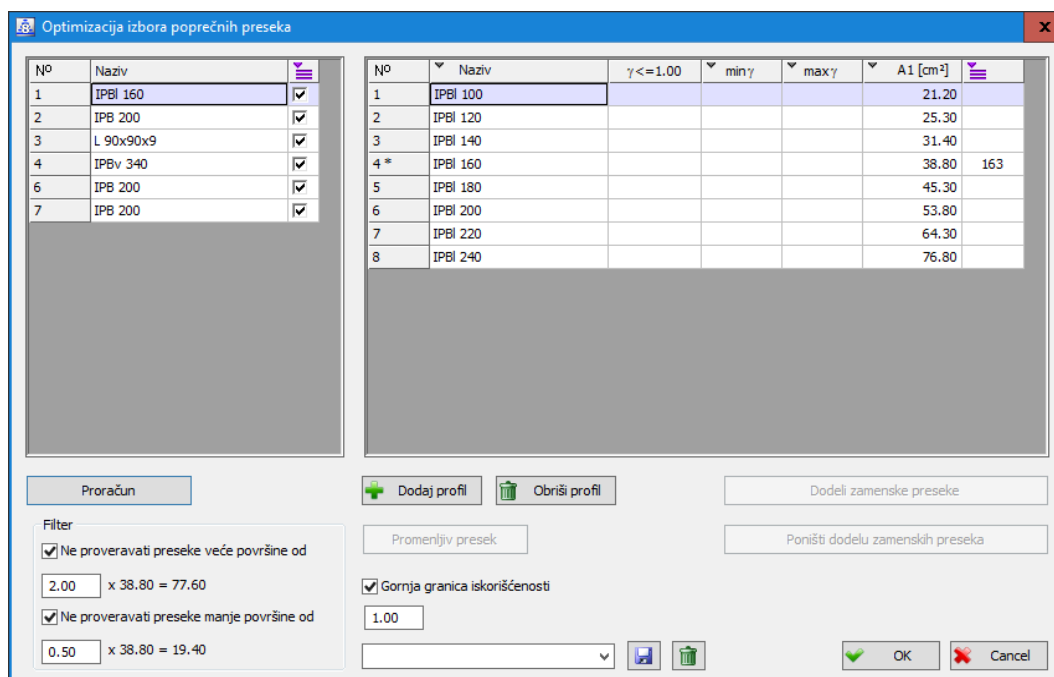 Optimizacija izbora poprečnih preseka
x
Nº Naziv
1 IPBl 160
2 IPB 200
3 L 90x90x9
4 IPBv 340
6 IPB 200
7 IPB 200
Nº Naziv γ<=1.00 min γ max γ A1 [cm²]
1 IPBl 100 21.20
2 IPBl 120 25.30
3 IPBl 140 31.40
4 * IPBl 160 38.80 163
5 IPBl 180 45.30
6 IPBl 200 53.80
7 IPBl 220 64.30
8 IPBl 240 76.80
Proračun
Dodaj profil
Obriši profil
Dodeli zamenske preseke
Promenljiv presek
Poništi dodelu zamenskih preseka
Filter
Ne proveravati preseke veće površine od
2.00 x 38.80 = 77.60
Ne proveravati preseke manje površine od
0.50 x 38.80 = 19.40
Gornja granica iskorišćenosti
1.00
OK
Cancel